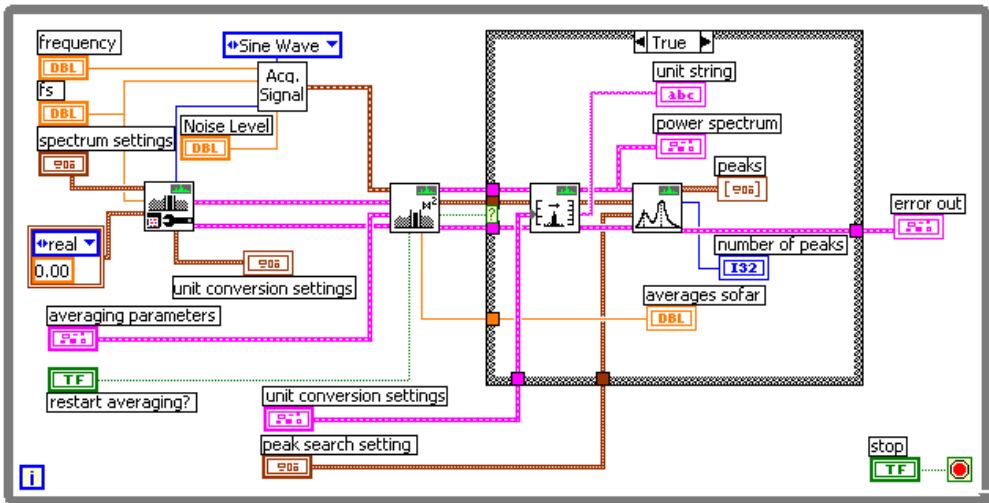 frequency
DBL
fs
DBL
spectrum settings
Sine Wave
Acq.
Signal
Noise Level
DBL
real
0.00
unit conversion settings
averaging parameters
TF
restart averaging?
unit conversion settings
peak search setting
True
?
unit string
abc
power spectrum
peaks
number of peaks
I32
averages sofar
DBL
error out
stop
TF
i